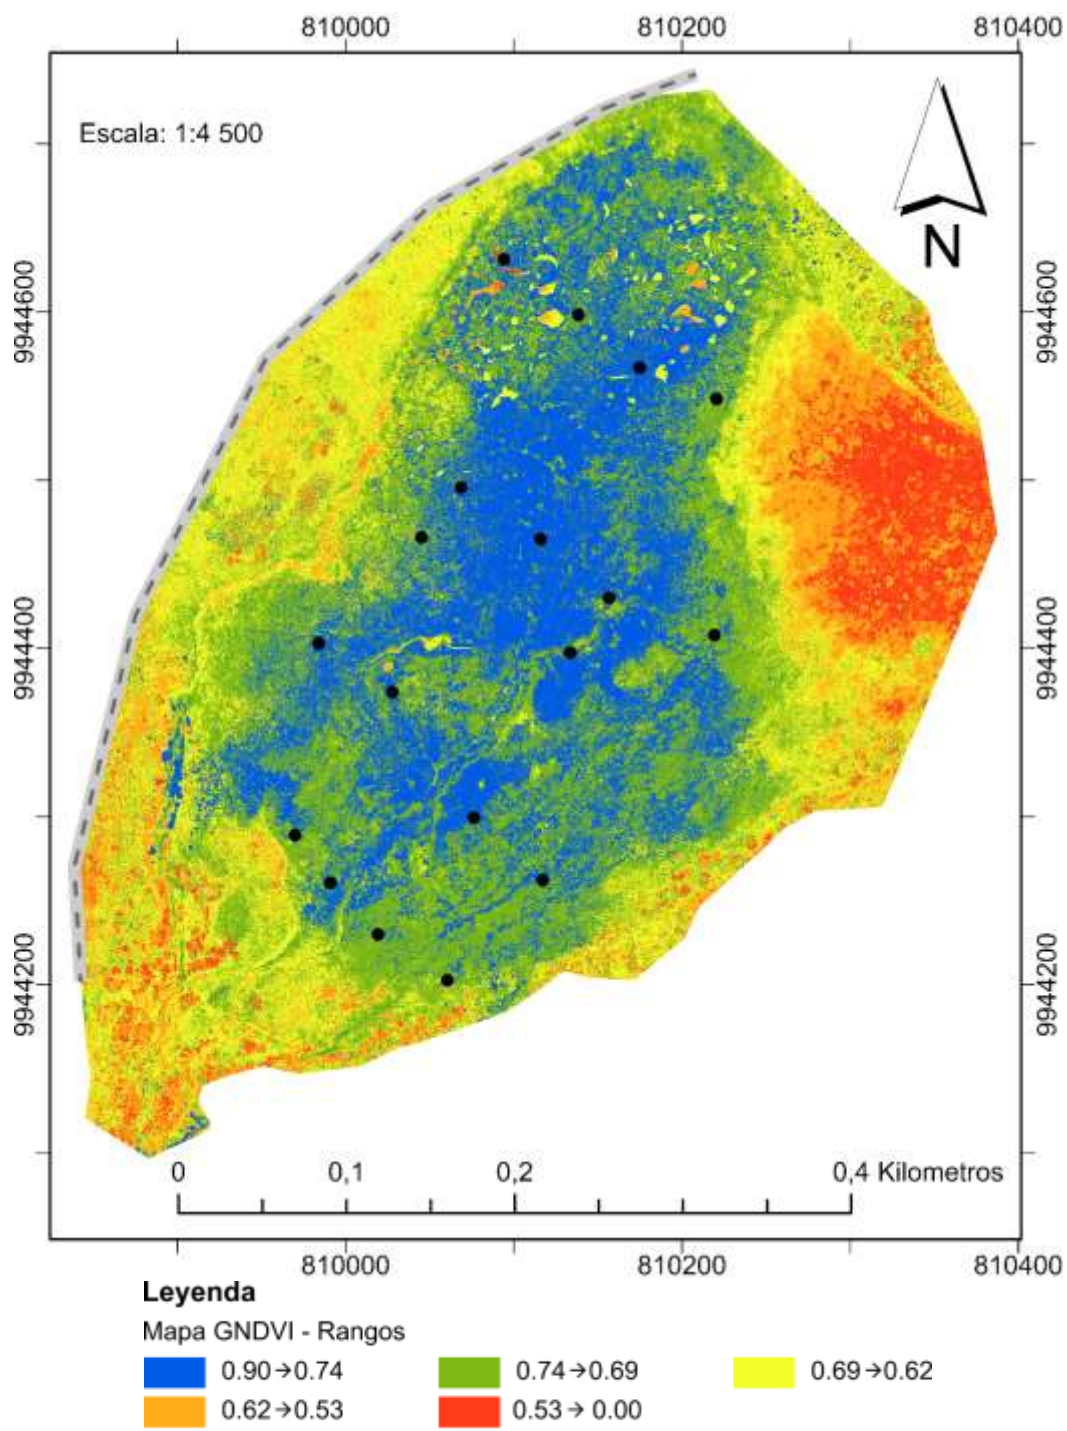 810000 810200 810400
Escala: 1:4 500
N
9944600 9944600
9944400 9944400
9944200 9944200
0 0,1 0,2 0,4 Kilometros
810000 810200 810400
Leyenda
Mapa GNDVI - Rangos
0.90→0.74 0.74→0.69 0.69→0.62
0.62→0.53 0.53→ 0.00